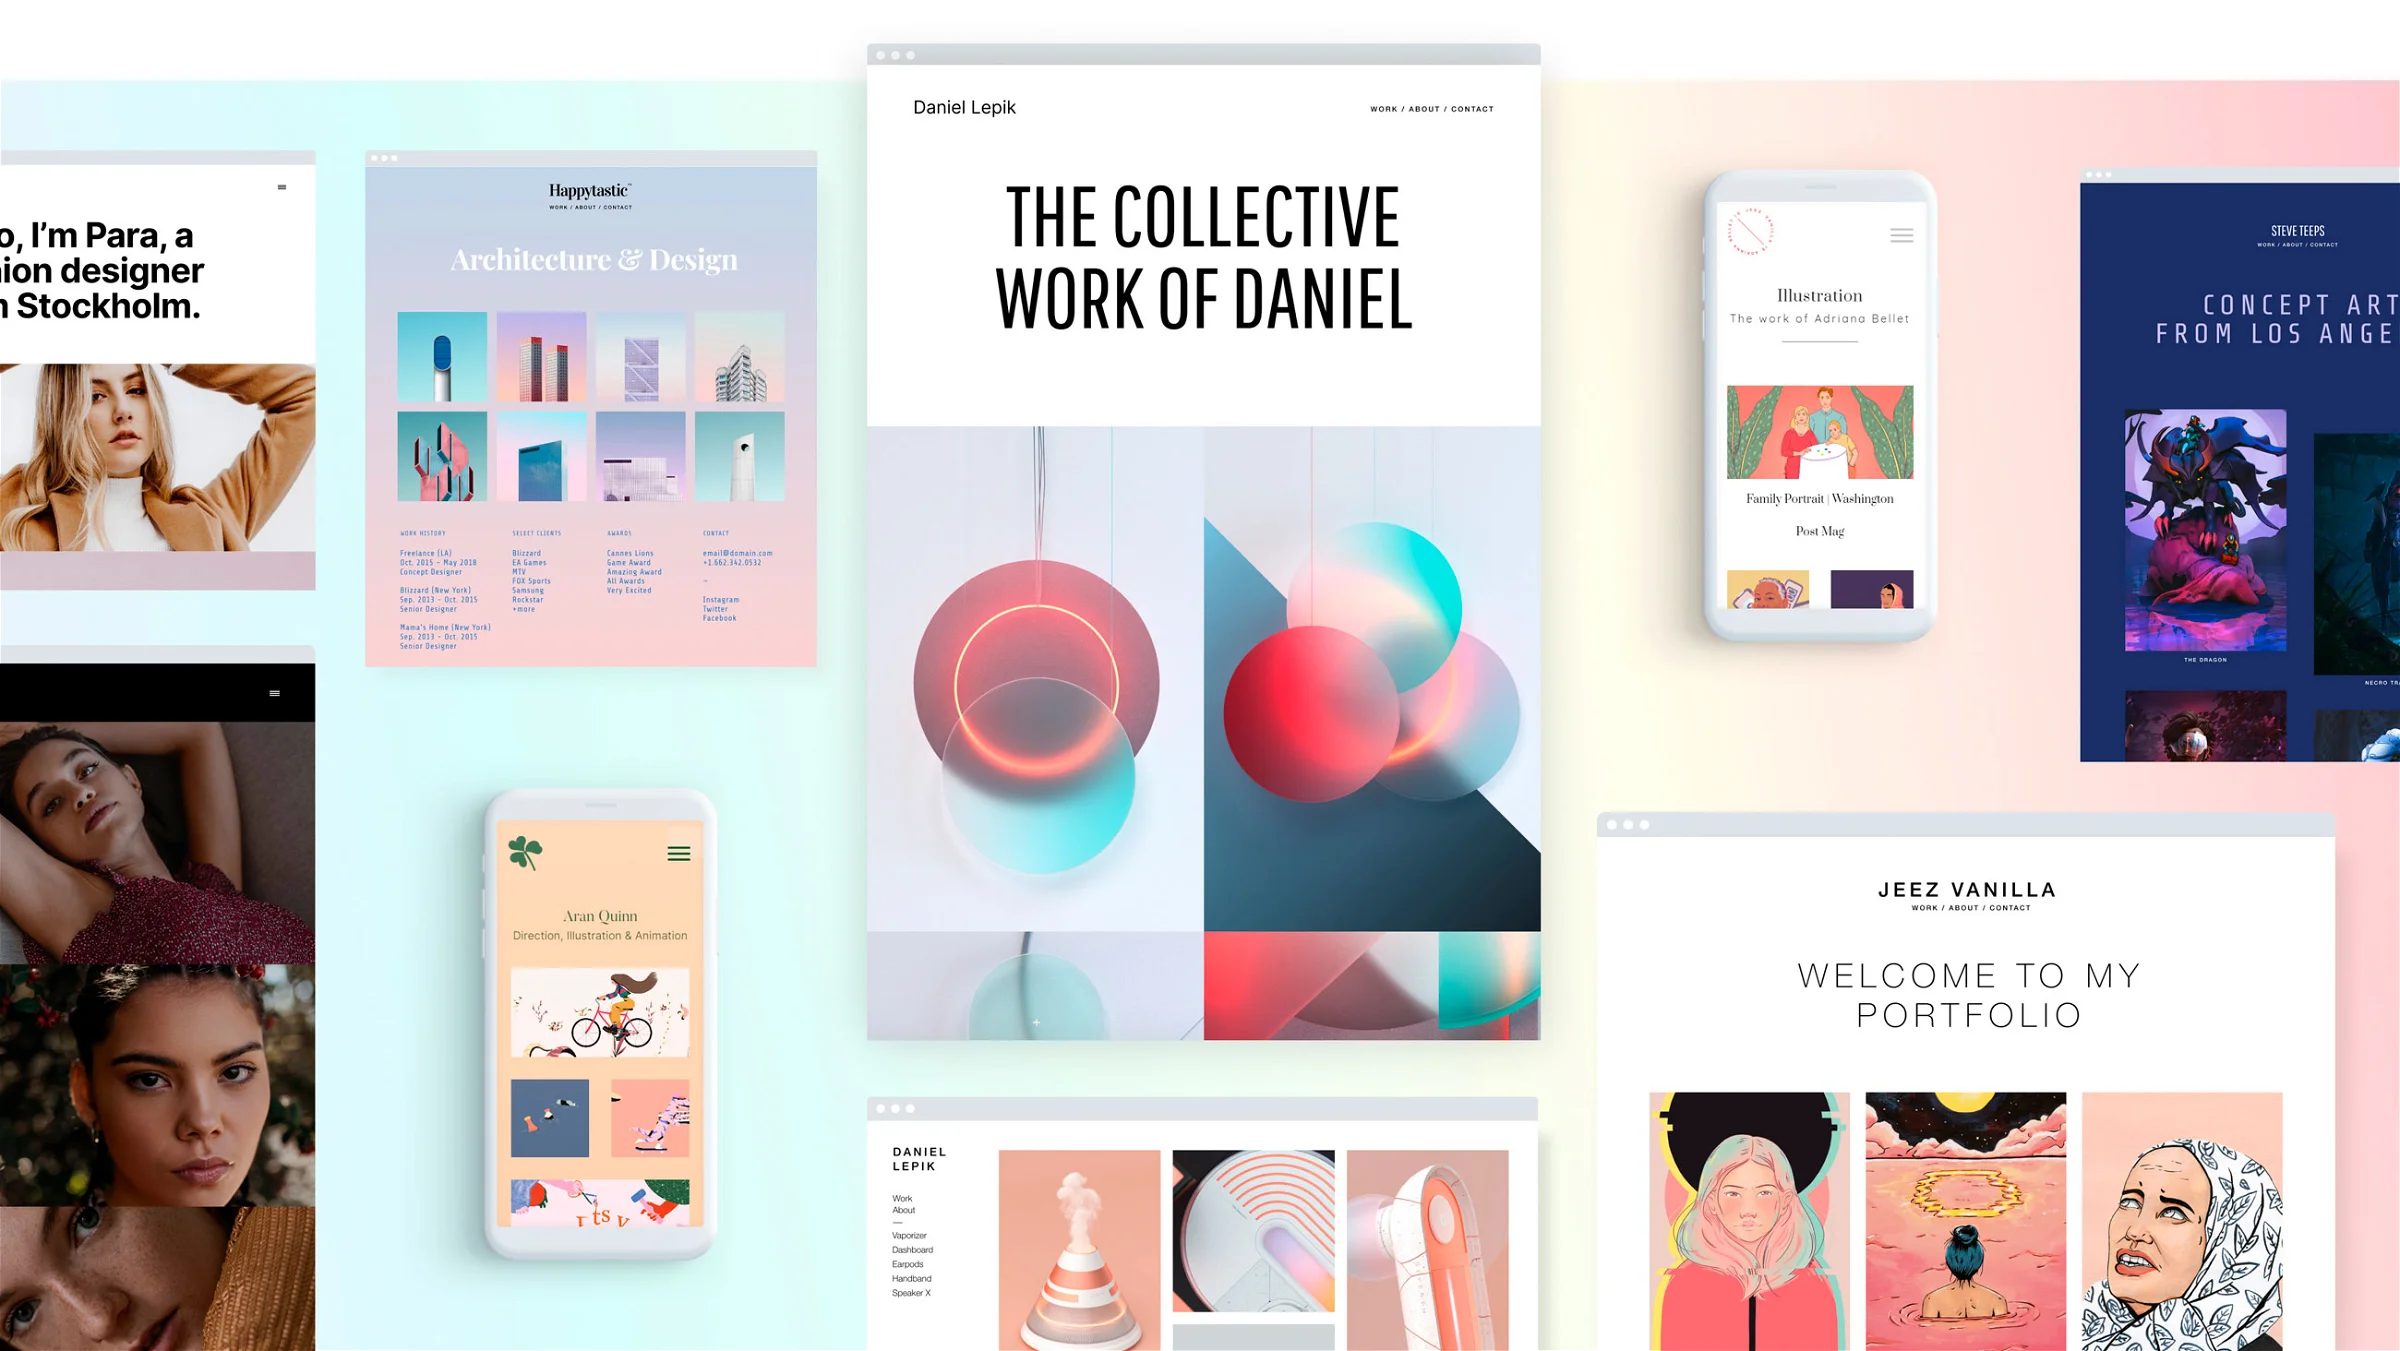 o, I'm Para, a
ion designer
Stockholm.
Happytastic
WORK / ABOUT / CONTACT
Architecture & Design
WORK HISTORY
Freelance (LA)
Oct. 2015 – May 2018
Concept Designer
Blizzard (New York)
Sep. 2013 – Oct. 2015
Senior Designer
Mama's Home (New York)
Sep. 2013 – Oct. 2015
Senior Designer
SELECT CLIENTS
Blizzard
EA Games
MTV
FOX Sports
Samsung
Rockstar
+more
AWARDS
Cannes Lions
Game Award
Amazing Award
All Awards
Very Excited
CONTACT
email@domain.com
+1.662.342.0532
–
Instagram
Twitter
Facebook
Aran Quinn
Direction, Illustration & Animation
Daniel Lepik
WORK / ABOUT / CONTACT
THE COLLECTIVE
WORK OF DANIEL
DANIEL
LEPIK
Work
About
—
Vaporizer
Dashboard
Earpods
Handband
Speaker X
Illustration
The work of Adriana Bellet
Family Portrait | Washington
Post Mag
STEVE TEEPS
WORK / ABOUT / CONTACT
CONCEPT ART
FROM LOS ANGE
THE DRAGON
NECRO TR
JEEZ VANILLA
WORK / ABOUT / CONTACT
WELCOME TO MY
PORTFOLIO